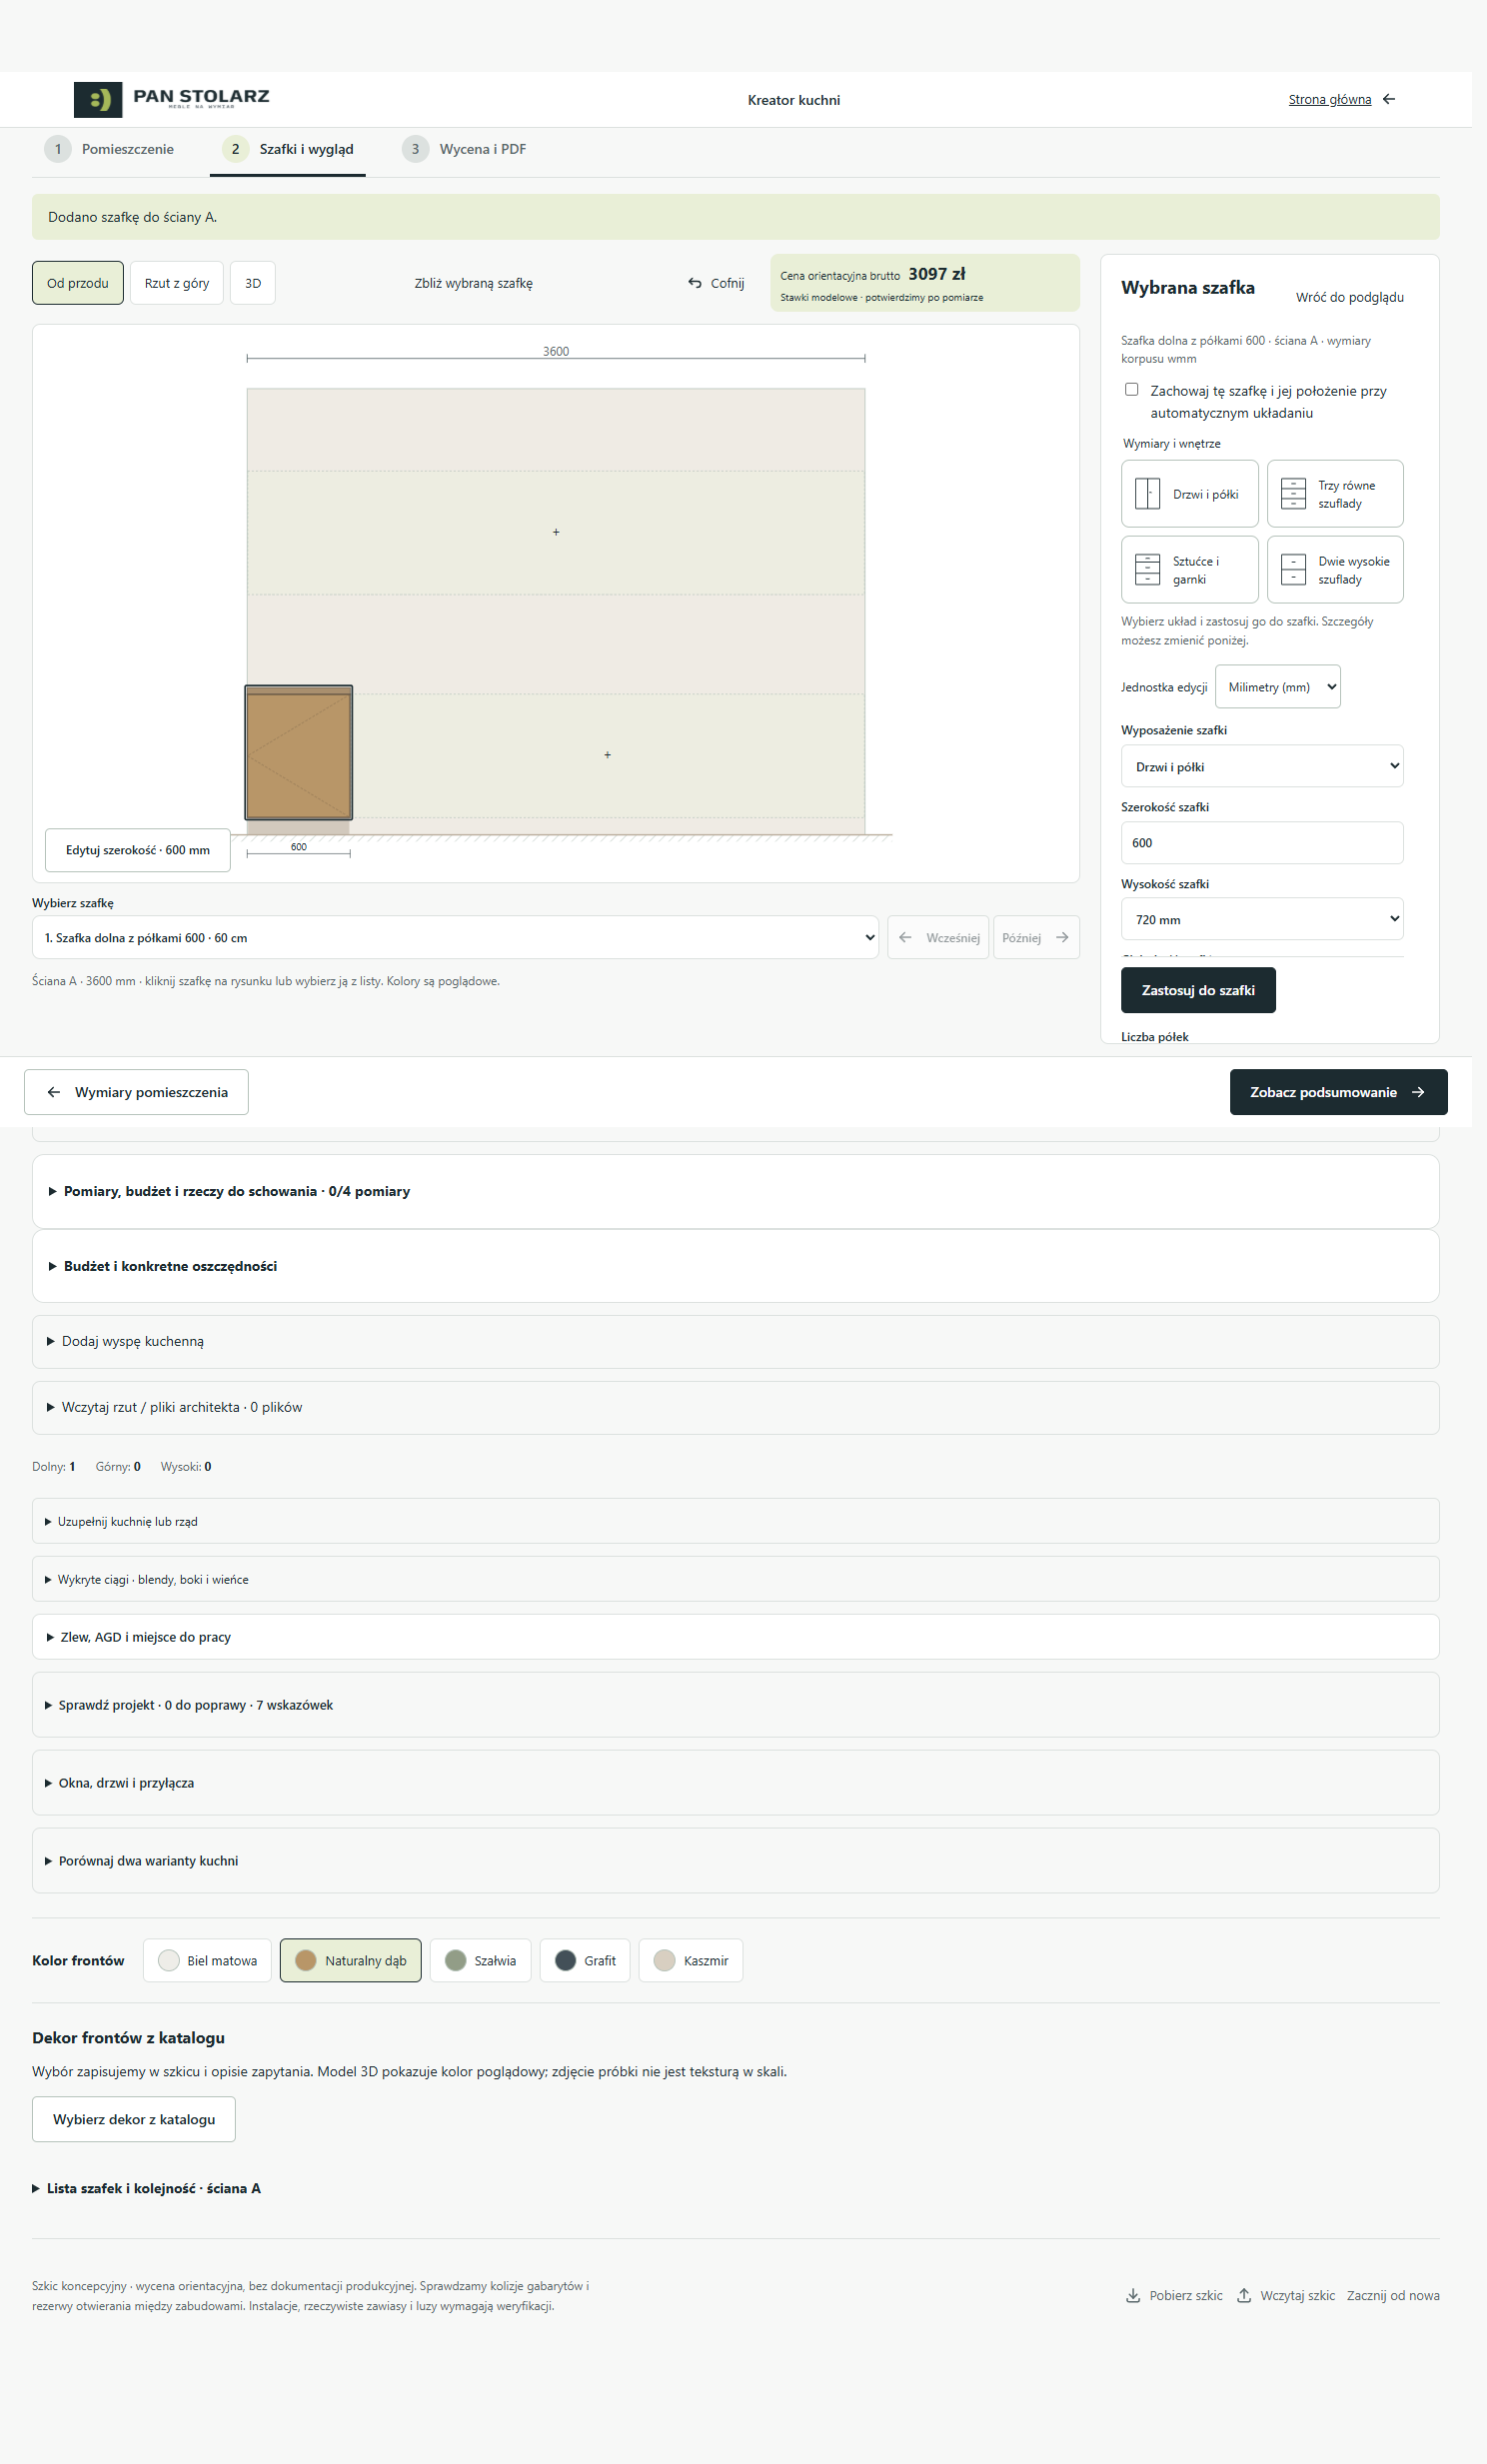 PAN STOLARZ
MEBLE NA WYMIAR
Kreator kuchni
Strona główna
1 Pomieszczenie
2 Szafki i wygląd
3 Wycena i PDF
Dodano szafkę do ściany A.
Od przodu
Rzut z góry
3D
Zbliż wybraną szafkę
Cofnij
Cena orientacyjna brutto 3097 zł
Stawki modelowe · potwierdzimy po pomiarze
3600
+
+
600
Edytuj szerokość · 600 mm
Wybierz szafkę
1. Szafka dolna z półkami 600 · 60 cm
Wcześniej
Później
Ściana A · 3600 mm · kliknij szafkę na rysunku lub wybierz ją z listy. Kolory są poglądowe.
Wybrana szafka
Wróć do podglądu
Szafka dolna z półkami 600 · ściana A · wymiary
korpusu wmm
Zachowaj tę szafkę i jej położenie przy
automatycznym układaniu
Wymiary i wnętrze
Drzwi i półki
Trzy równe
szuflady
Sztućce i
garnki
Dwie wysokie
szuflady
Wybierz układ i zastosuj go do szafki. Szczegóły
możesz zmienić poniżej.
Jednostka edycji
Milimetry (mm)
Wyposażenie szafki
Drzwi i półki
Szerokość szafki
600
Wysokość szafki
720 mm
Zastosuj do szafki
Liczba półek
Wymiary pomieszczenia
Zobacz podsumowanie
Pomiary, budżet i rzeczy do schowania · 0/4 pomiary
Budżet i konkretne oszczędności
Dodaj wyspę kuchenną
Wczytaj rzut / pliki architekta · 0 plików
Dolny: 1 Górny: 0 Wysoki: 0
Uzupełnij kuchnię lub rząd
Wykryte ciągi · blendy, boki i wieńce
Zlew, AGD i miejsce do pracy
Sprawdź projekt · 0 do poprawy · 7 wskazówek
Okna, drzwi i przyłącza
Porównaj dwa warianty kuchni
Kolor frontów
Biel matowa
Naturalny dąb
Szałwia
Grafit
Kaszmir
Dekor frontów z katalogu
Wybór zapisujemy w szkicu i opisie zapytania. Model 3D pokazuje kolor poglądowy; zdjęcie próbki nie jest teksturą w skali.
Wybierz dekor z katalogu
Lista szafek i kolejność · ściana A
Szkic koncepcyjny · wycena orientacyjna, bez dokumentacji produkcyjnej. Sprawdzamy kolizje gabarytów i
rezerwy otwierania między zabudowami. Instalacje, rzeczywiste zawiasy i luzy wymagają weryfikacji.
Pobierz szkic
Wczytaj szkic
Zacznij od nowa